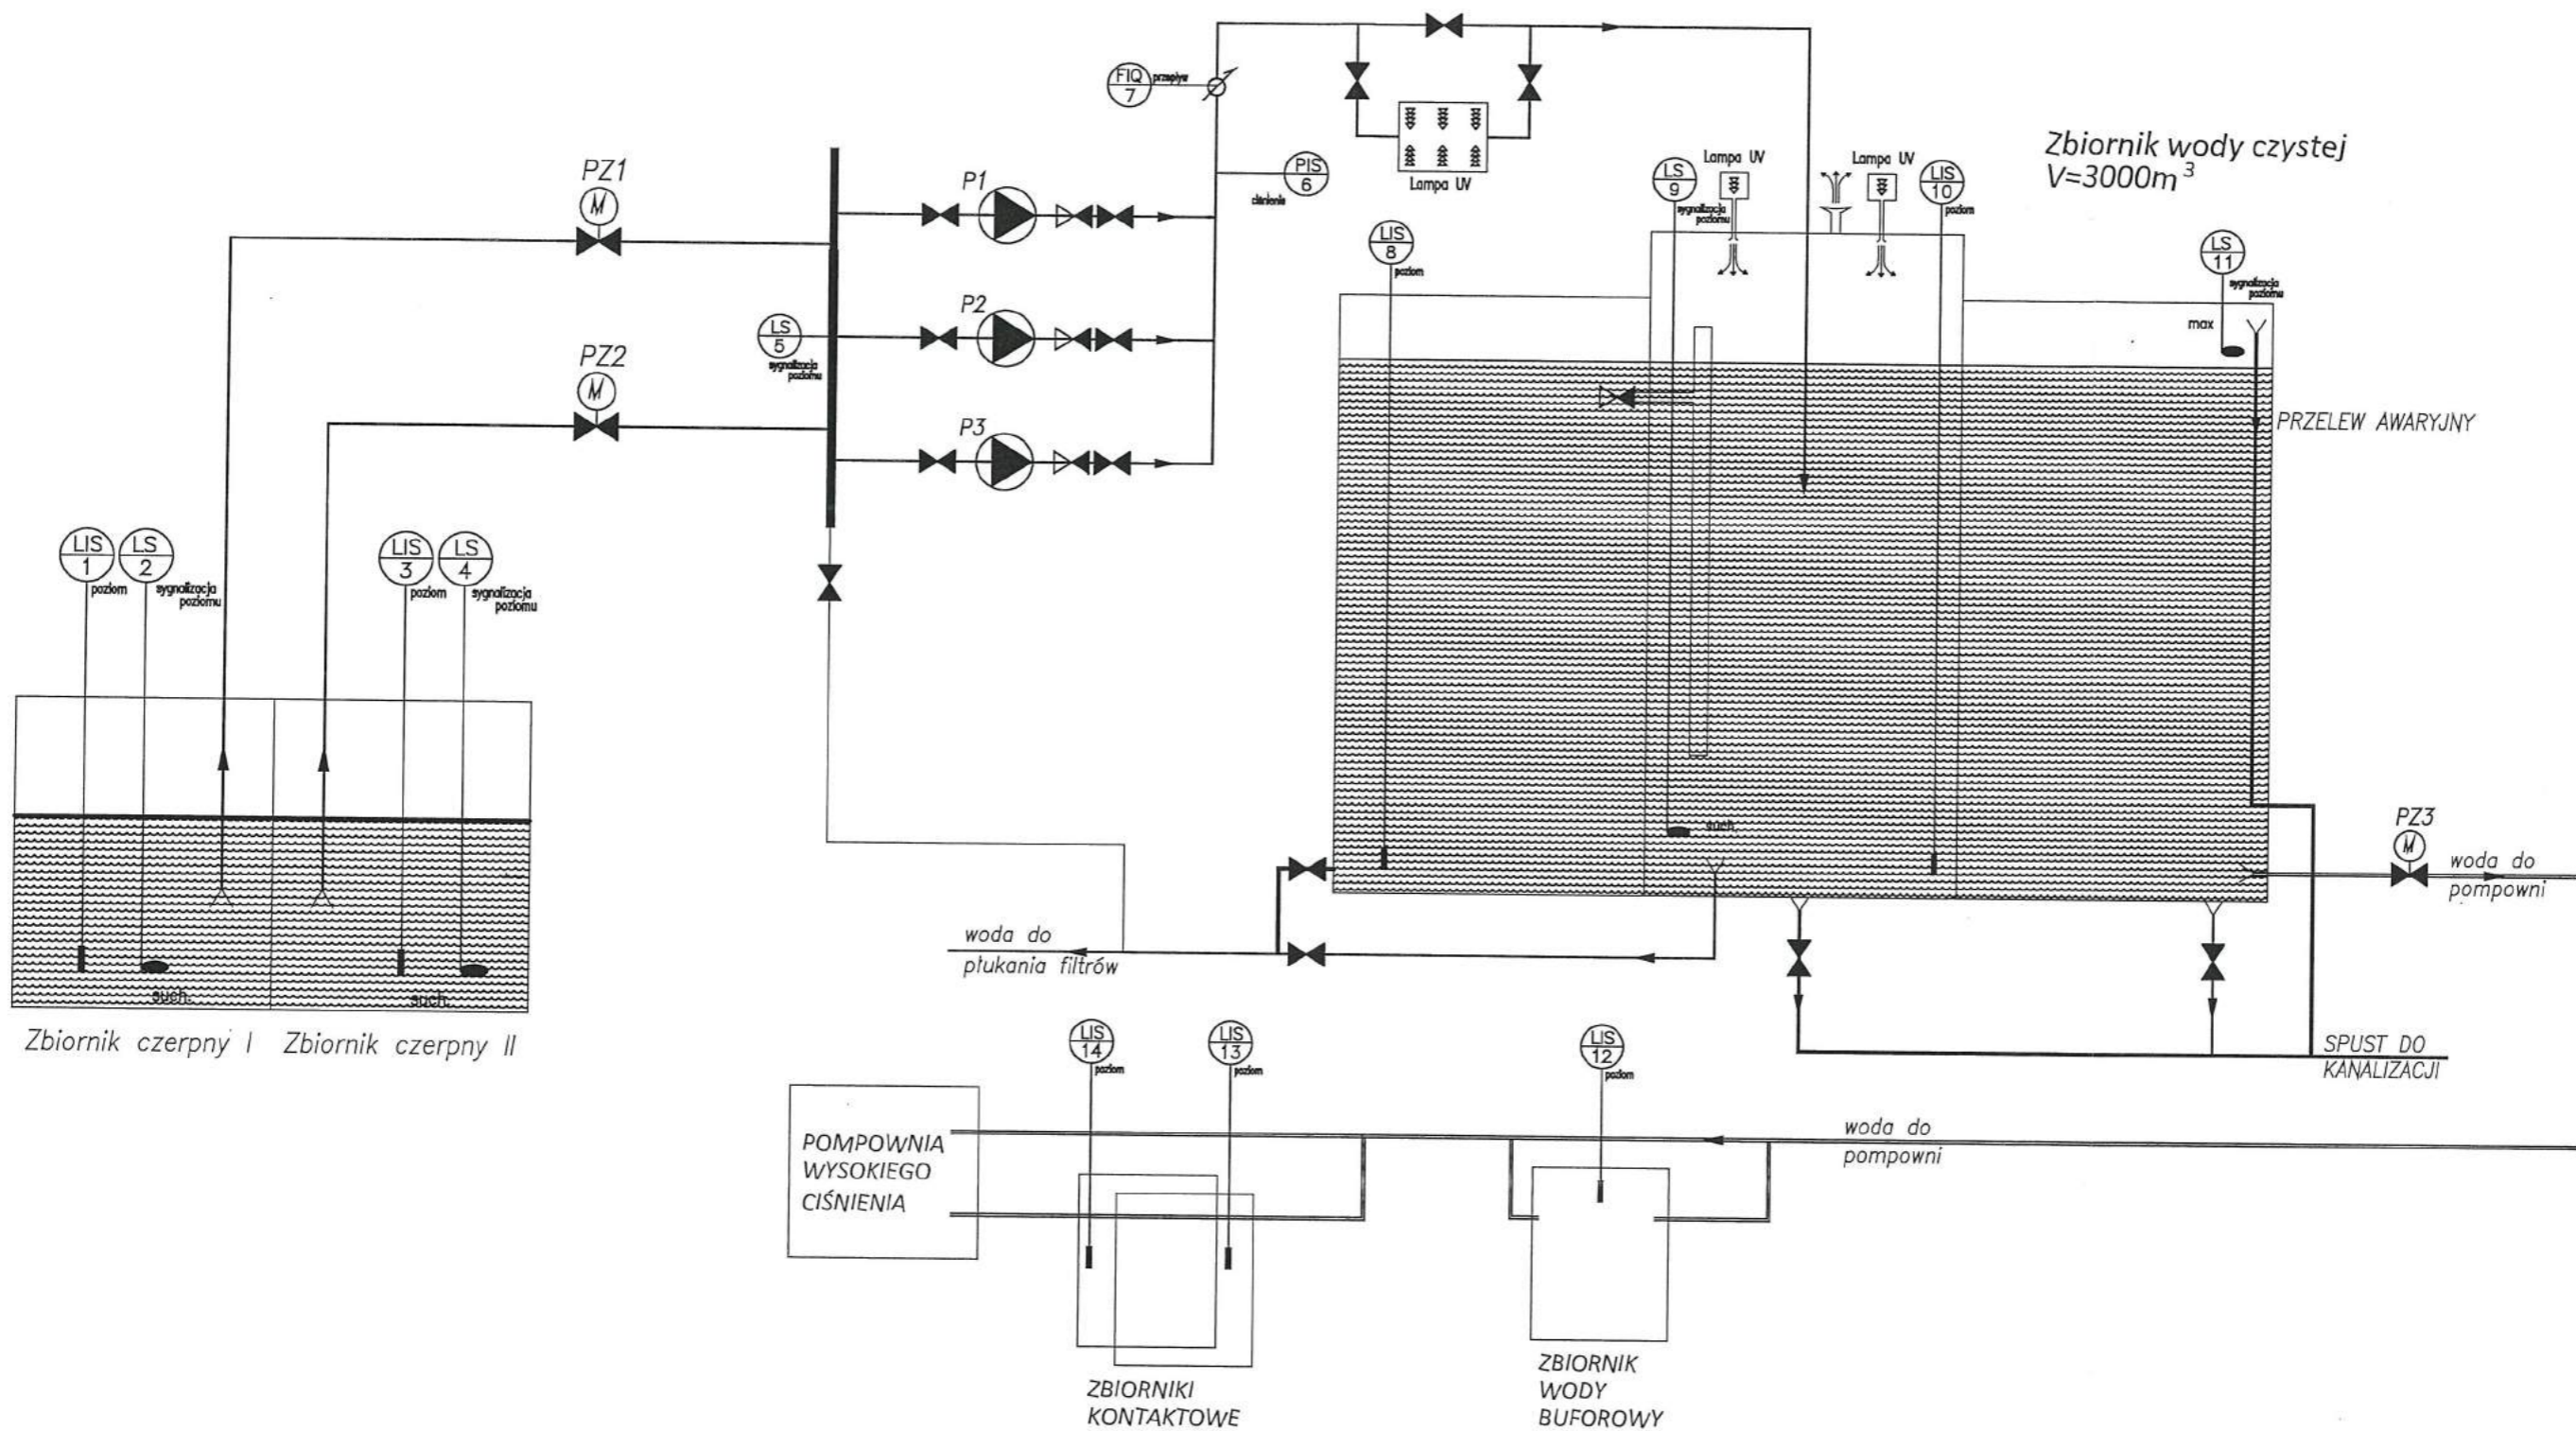 FIQ
7
przepływ
PIS
6
ciśnienie
Lampa UV
LS
9
sygnalizacja
poziomu
Lampa UV
Lampa UV
LIS
10
poziom
Zbiornik wody czystej
V=3000m³
LIS
8
poziom
LS
11
sygnalizacja
poziomu
max
PRZELEW AWARYJNY
PZ1
M
PZ2
M
P1
P2
P3
LS
5
sygnalizacja
poziomu
LIS
1
poziom
LS
2
sygnalizacja
poziomu
LIS
3
poziom
LS
4
sygnalizacja
poziomu
such.
such.
Zbiornik czerpny I
Zbiornik czerpny II
such.
PZ3
M
woda do
pompowni
woda do
płukania filtrów
SPUST DO
KANALIZACJI
LIS
14
poziom
LIS
13
poziom
LIS
12
poziom
POMPOWNIA
WYSOKIEGO
CIŚNIENIA
woda do
pompowni
ZBIORNIKI
KONTAKTOWE
ZBIORNIK
WODY
BUFOROWY